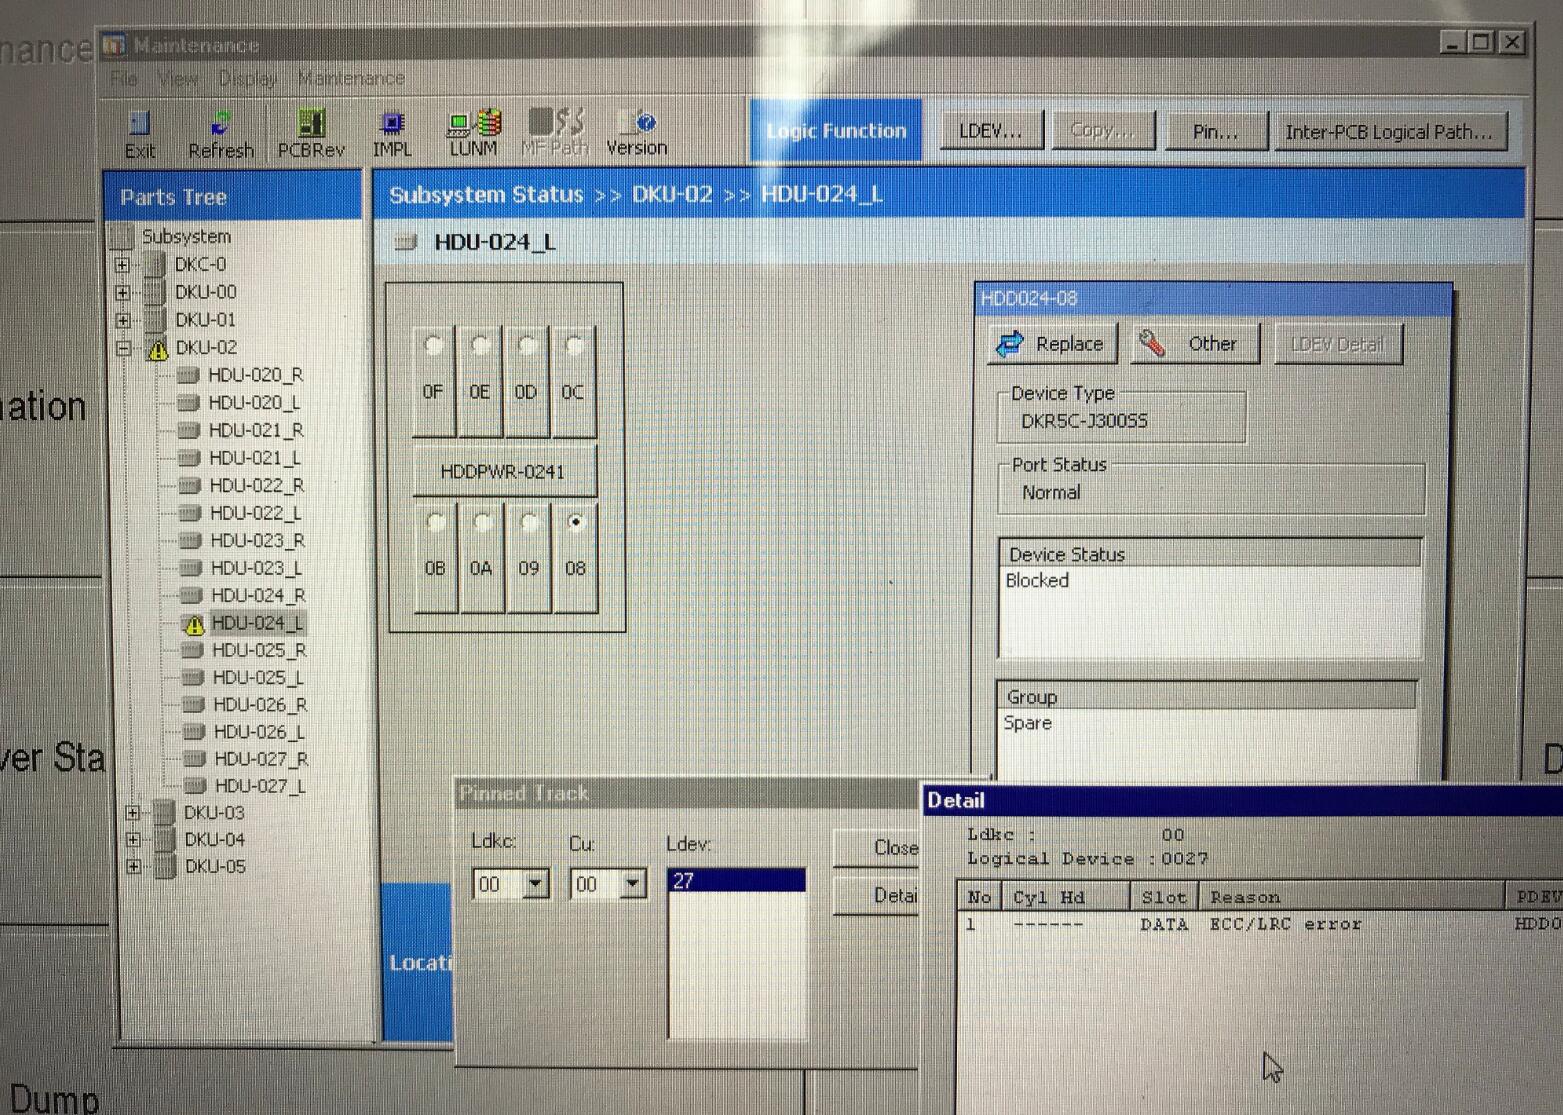 nance
Maintenance
File View Display Maintenance
Exit Refresh PCBRev IMPL LUNM MF Path Version
Logic Function LDEV... Copy... Pin... Inter-PCB Logical Path...
Parts Tree
Subsystem
DKC-0
DKU-00
DKU-01
DKU-02
HDU-020_R
HDU-020_L
HDU-021_R
HDU-021_L
HDU-022_R
HDU-022_L
HDU-023_R
HDU-023_L
HDU-024_R
HDU-024_L
HDU-025_R
HDU-025_L
HDU-026_R
HDU-026_L
HDU-027_R
HDU-027_L
DKU-03
DKU-04
DKU-05
Subsystem Status >> DKU-02 >> HDU-024_L
HDU-024_L
0F 0E 0D 0C
HDDPWR-0241
0B 0A 09 08
HDD024-08
Replace Other LDEV Detail
Device Type
DKR5C-J300SS
Port Status
Normal
Device Status
Blocked
Group
Spare
Locati
Pinned Track
Ldkc: Cu: Ldev:
00 00 27
Close
Detai
Detail
Ldkc : 00
Logical Device :0027
No Cyl Hd Slot Reason PDEV
1 ------ DATA ECC/LRC error HDD0
ation
ver Sta
D
Dump